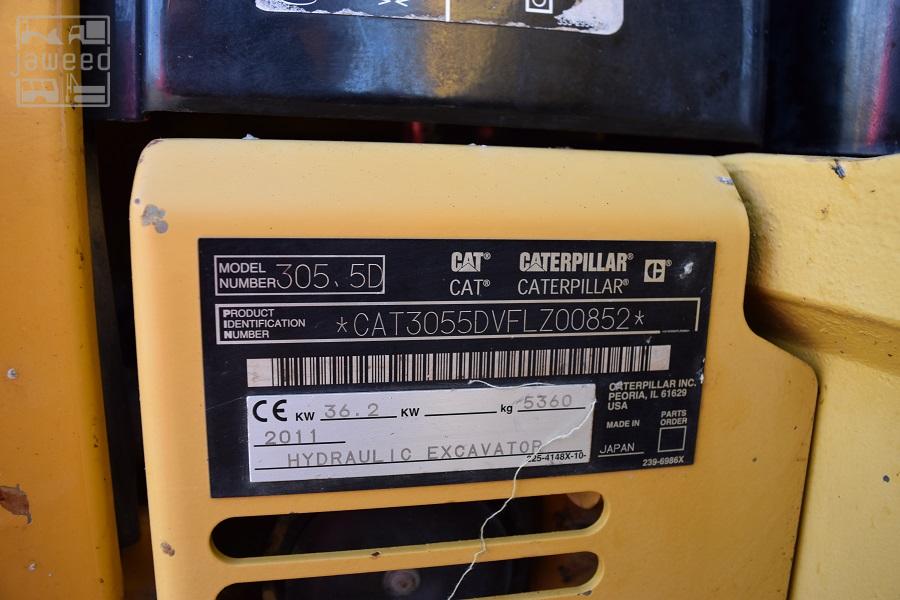 jaweed
MODEL NUMBER 305.5D
CAT® CATERPILLAR®
CAT® CATERPILLAR®
PRODUCT IDENTIFICATION NUMBER *CAT3055DVFLZ00852*
CE KW 36.2 KW kg 5360
2011
HYDRAULIC EXCAVATOR
225-4148X-10-
CATERPILLAR INC.
PEORIA, IL 61629
USA
MADE IN JAPAN
PARTS ORDER
239-6986X